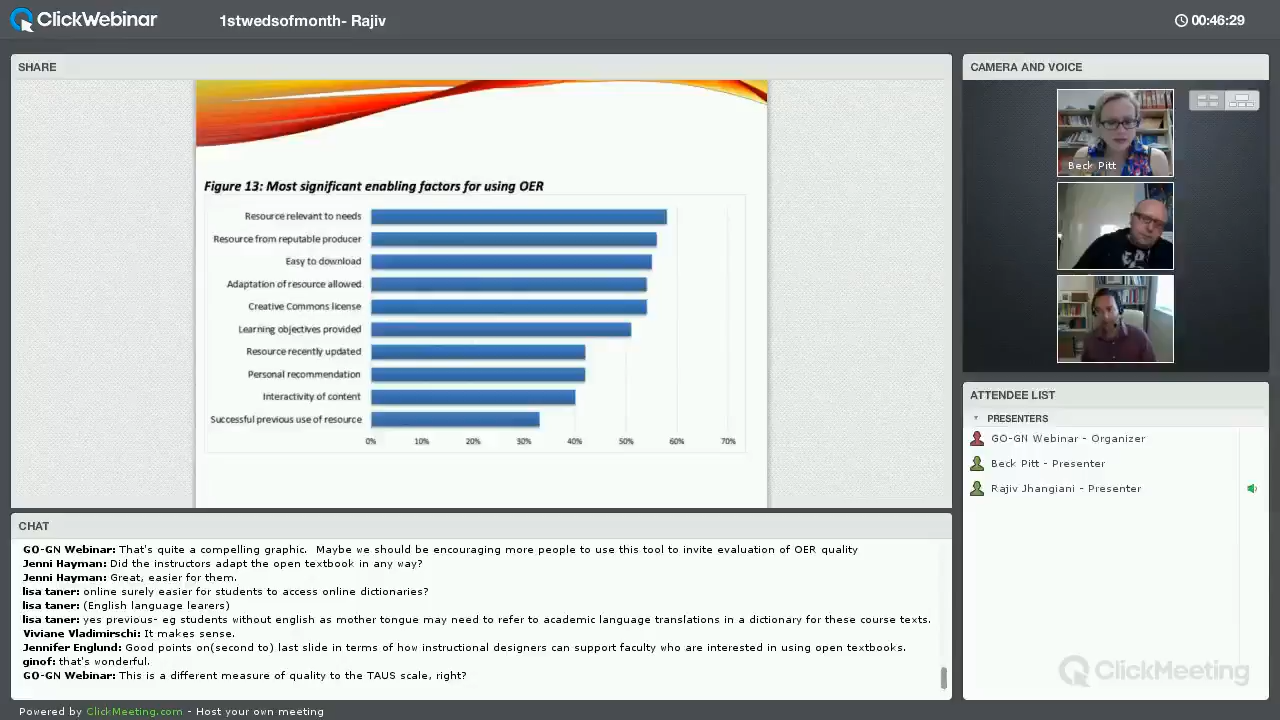 ClickWebinar
1stwedsofmonth- Rajiv
00:46:29
SHARE
Figure 13: Most significant enabling factors for using OER
Resource relevant to needs
Resource from reputable producer
Easy to download
Adaptation of resource allowed
Creative Commons license
Learning objectives provided
Resource recently updated
Personal recommendation
Interactivity of content
Successful previous use of resource
0% 10% 20% 30% 40% 50% 60% 70%
CAMERA AND VOICE
Beck Pitt
ATTENDEE LIST
PRESENTERS
GO-GN Webinar - Organizer
Beck Pitt - Presenter
Rajiv Jhangiani - Presenter
CHAT
GO-GN Webinar: That's quite a compelling graphic. Maybe we should be encouraging more people to use this tool to invite evaluation of OER quality
Jenni Hayman: Did the instructors adapt the open textbook in any way?
Jenni Hayman: Great, easier for them.
lisa taner: online surely easier for students to access online dictionaries?
lisa taner: (English language learers)
lisa taner: yes previous- eg students without english as mother tongue may need to refer to academic language translations in a dictionary for these course texts.
Viviane Vladimirschi: It makes sense.
Jennifer Englund: Good points on(second to) last slide in terms of how instructional designers can support faculty who are interested in using open textbooks.
ginof: that's wonderful.
GO-GN Webinar: This is a different measure of quality to the TAUS scale, right?
ClickMeeting
Powered by ClickMeeting.com - Host your own meeting